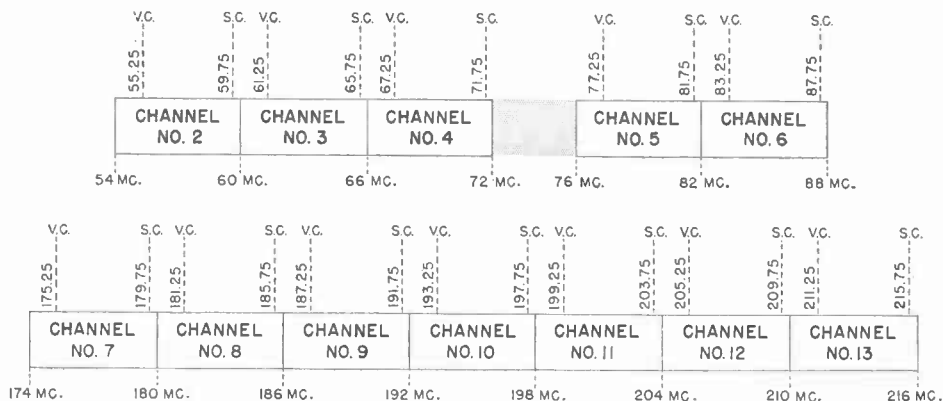 V.C. S.C. V.C. S.C. V.C. S.C. V.C. S.C. V.C. S.C.
55.25 59.75 61.25 65.75 67.25 71.75 77.25 81.75 83.25 87.75
CHANNEL CHANNEL CHANNEL CHANNEL CHANNEL
NO. 2 NO. 3 NO. 4 NO. 5 NO. 6
54 MC. 60 MC. 66 MC. 72 MC. 76 MC. 82 MC. 88 MC.
V.C. S.C. V.C. S.C. V.C. S.C. V.C. S.C. V.C. S.C. V.C. S.C. V.C. S.C.
175.25 179.75 181.25 185.75 187.25 191.75 193.25 197.75 199.25 203.75 205.25 209.75 211.25 215.75
CHANNEL CHANNEL CHANNEL CHANNEL CHANNEL CHANNEL CHANNEL
NO. 7 NO. 8 NO. 9 NO. 10 NO. 11 NO. 12 NO. 13
174 MC. 180 MC. 186 MC. 192 MC. 198 MC. 204 MC. 210 MC. 216 MC.